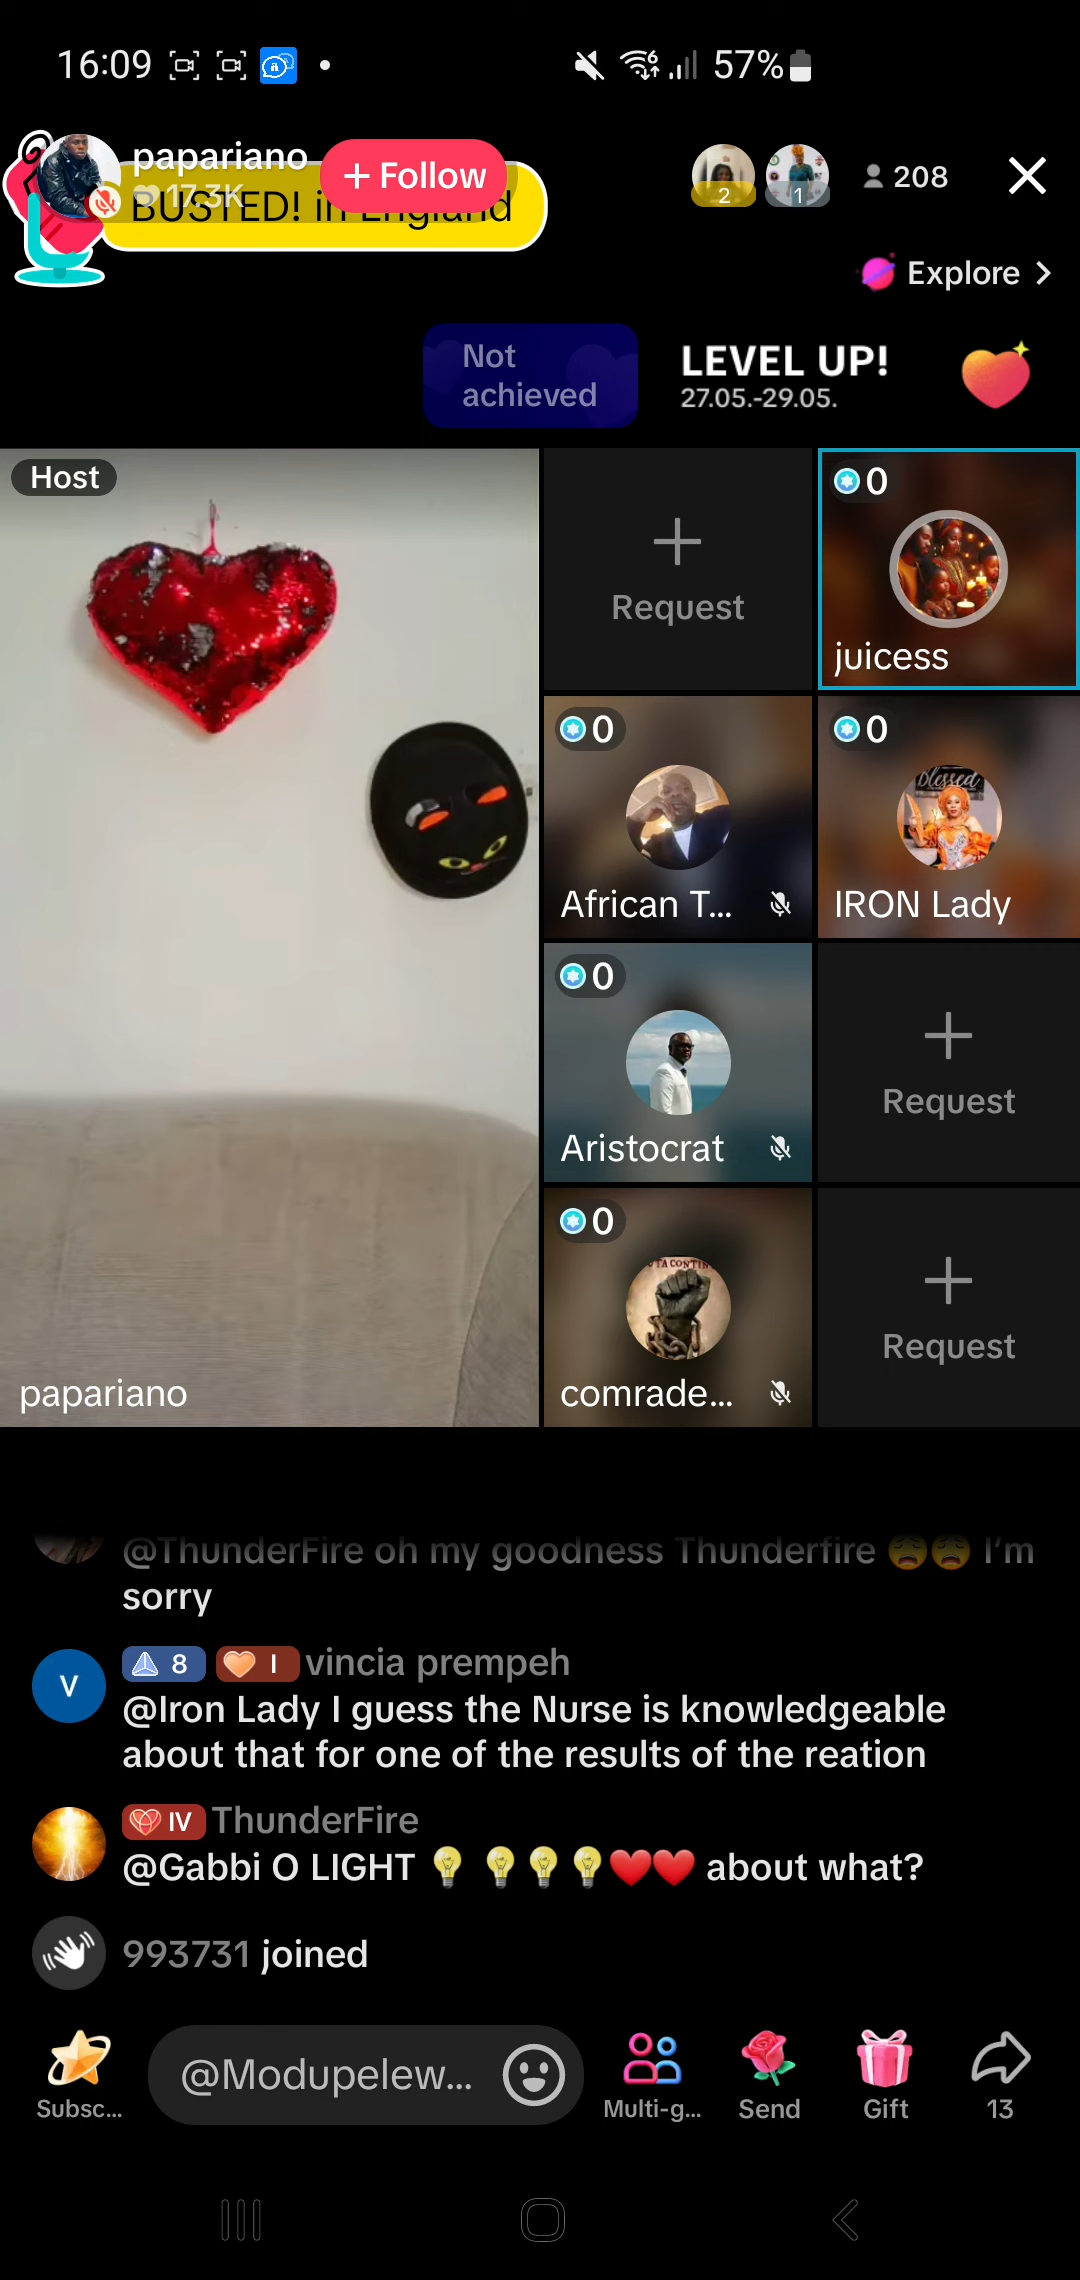 16:09
57%
papariano
17.3K
+ Follow
BUSTED! in England
2
1
208
Explore
Not
achieved
LEVEL UP!
27.05.-29.05.
Host
Request
0
juicess
0
African T...
0
Blessed
IRON Lady
0
Aristocrat
Request
0
comrade...
Request
papariano
@ThunderFire oh my goodness Thunderfire 😩😩 I'm
sorry
V
8 I vincia prempeh
@Iron Lady I guess the Nurse is knowledgeable
about that for one of the results of the reation
IV ThunderFire
@Gabbi O LIGHT 💡 💡💡💡❤️❤️ about what?
993731 joined
@Modupelew...
Subsc...
Multi-g...
Send
Gift
13